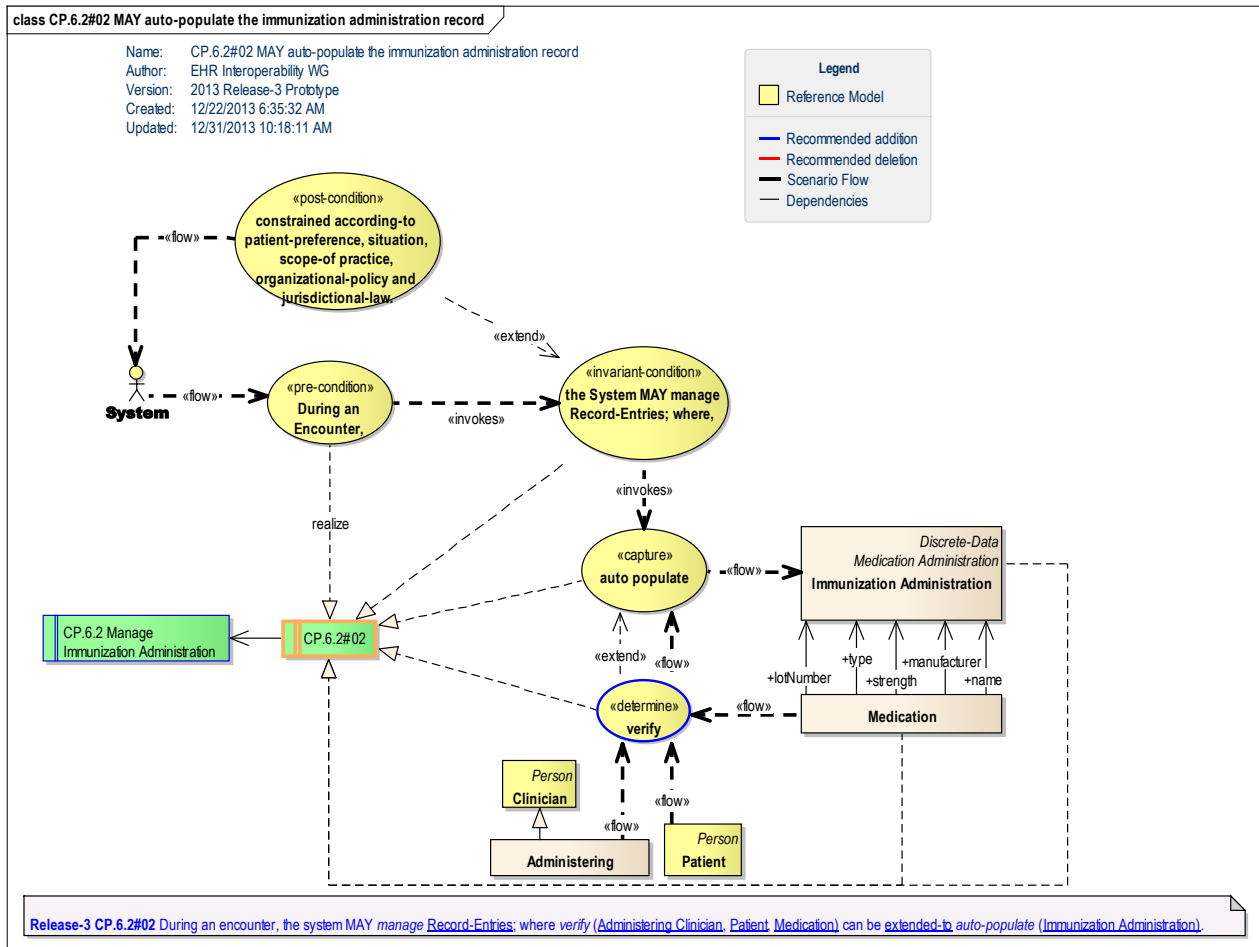 class CP.6.2#02 MAY auto-populate the immunization administration record
Name: CP.6.2#02 MAY auto-populate the immunization administration record
Author: EHR Interoperability WG
Version: 2013 Release-3 Prototype
Created: 12/22/2013 6:35:32 AM
Updated: 12/31/2013 10:18:11 AM
Legend
Reference Model
Recommended addition
Recommended deletion
Scenario Flow
Dependencies
«post-condition»
constrained according-to
patient-preference, situation,
scope-of practice,
organizational-policy and
jurisdictional-law.
«flow»
«extend»
System
«flow»
«pre-condition»
During an
Encounter,
«invokes»
«invariant-condition»
the System MAY manage
Record-Entries; where,
«invokes»
realize
«capture»
auto populate
«flow»
Discrete-Data
Medication Administration
Immunization Administration
CP.6.2 Manage
Immunization Administration
CP.6.2#02
«extend»
«flow»
+lotNumber
+type
+strength
+manufacturer
+name
«determine»
verify
«flow»
Medication
Person
Clinician
«flow»
«flow»
Administering
Person
Patient
Release-3 CP.6.2#02 During an encounter, the system MAY manage Record-Entries; where verify (Administering Clinician, Patient, Medication) can be extended-to auto-populate (Immunization Administration).